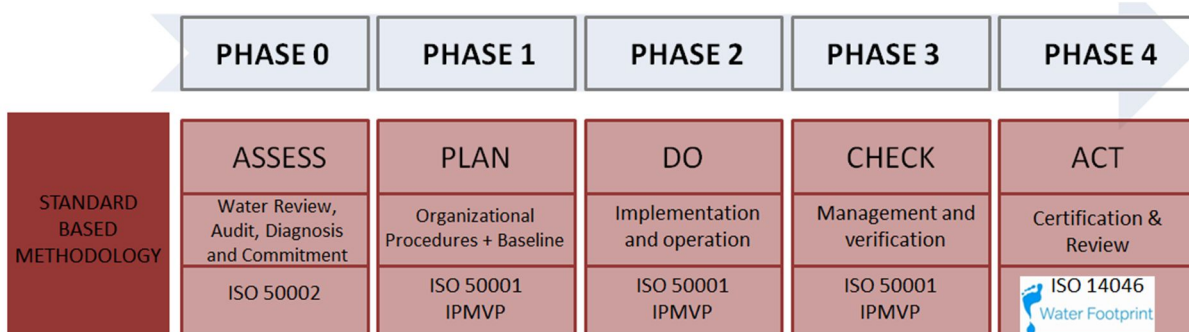 PHASE 0
PHASE 1
PHASE 2
PHASE 3
PHASE 4
STANDARD
BASED
METHODOLOGY
ASSESS
PLAN
DO
CHECK
ACT
Water Review,
Audit, Diagnosis
and Commitment
Organizational
Procedures + Baseline
Implementation
and operation
Management and
verification
Certification &
Review
ISO 50002
ISO 50001
IPMVP
ISO 50001
IPMVP
ISO 50001
IPMVP
ISO 14046
Water Footprint